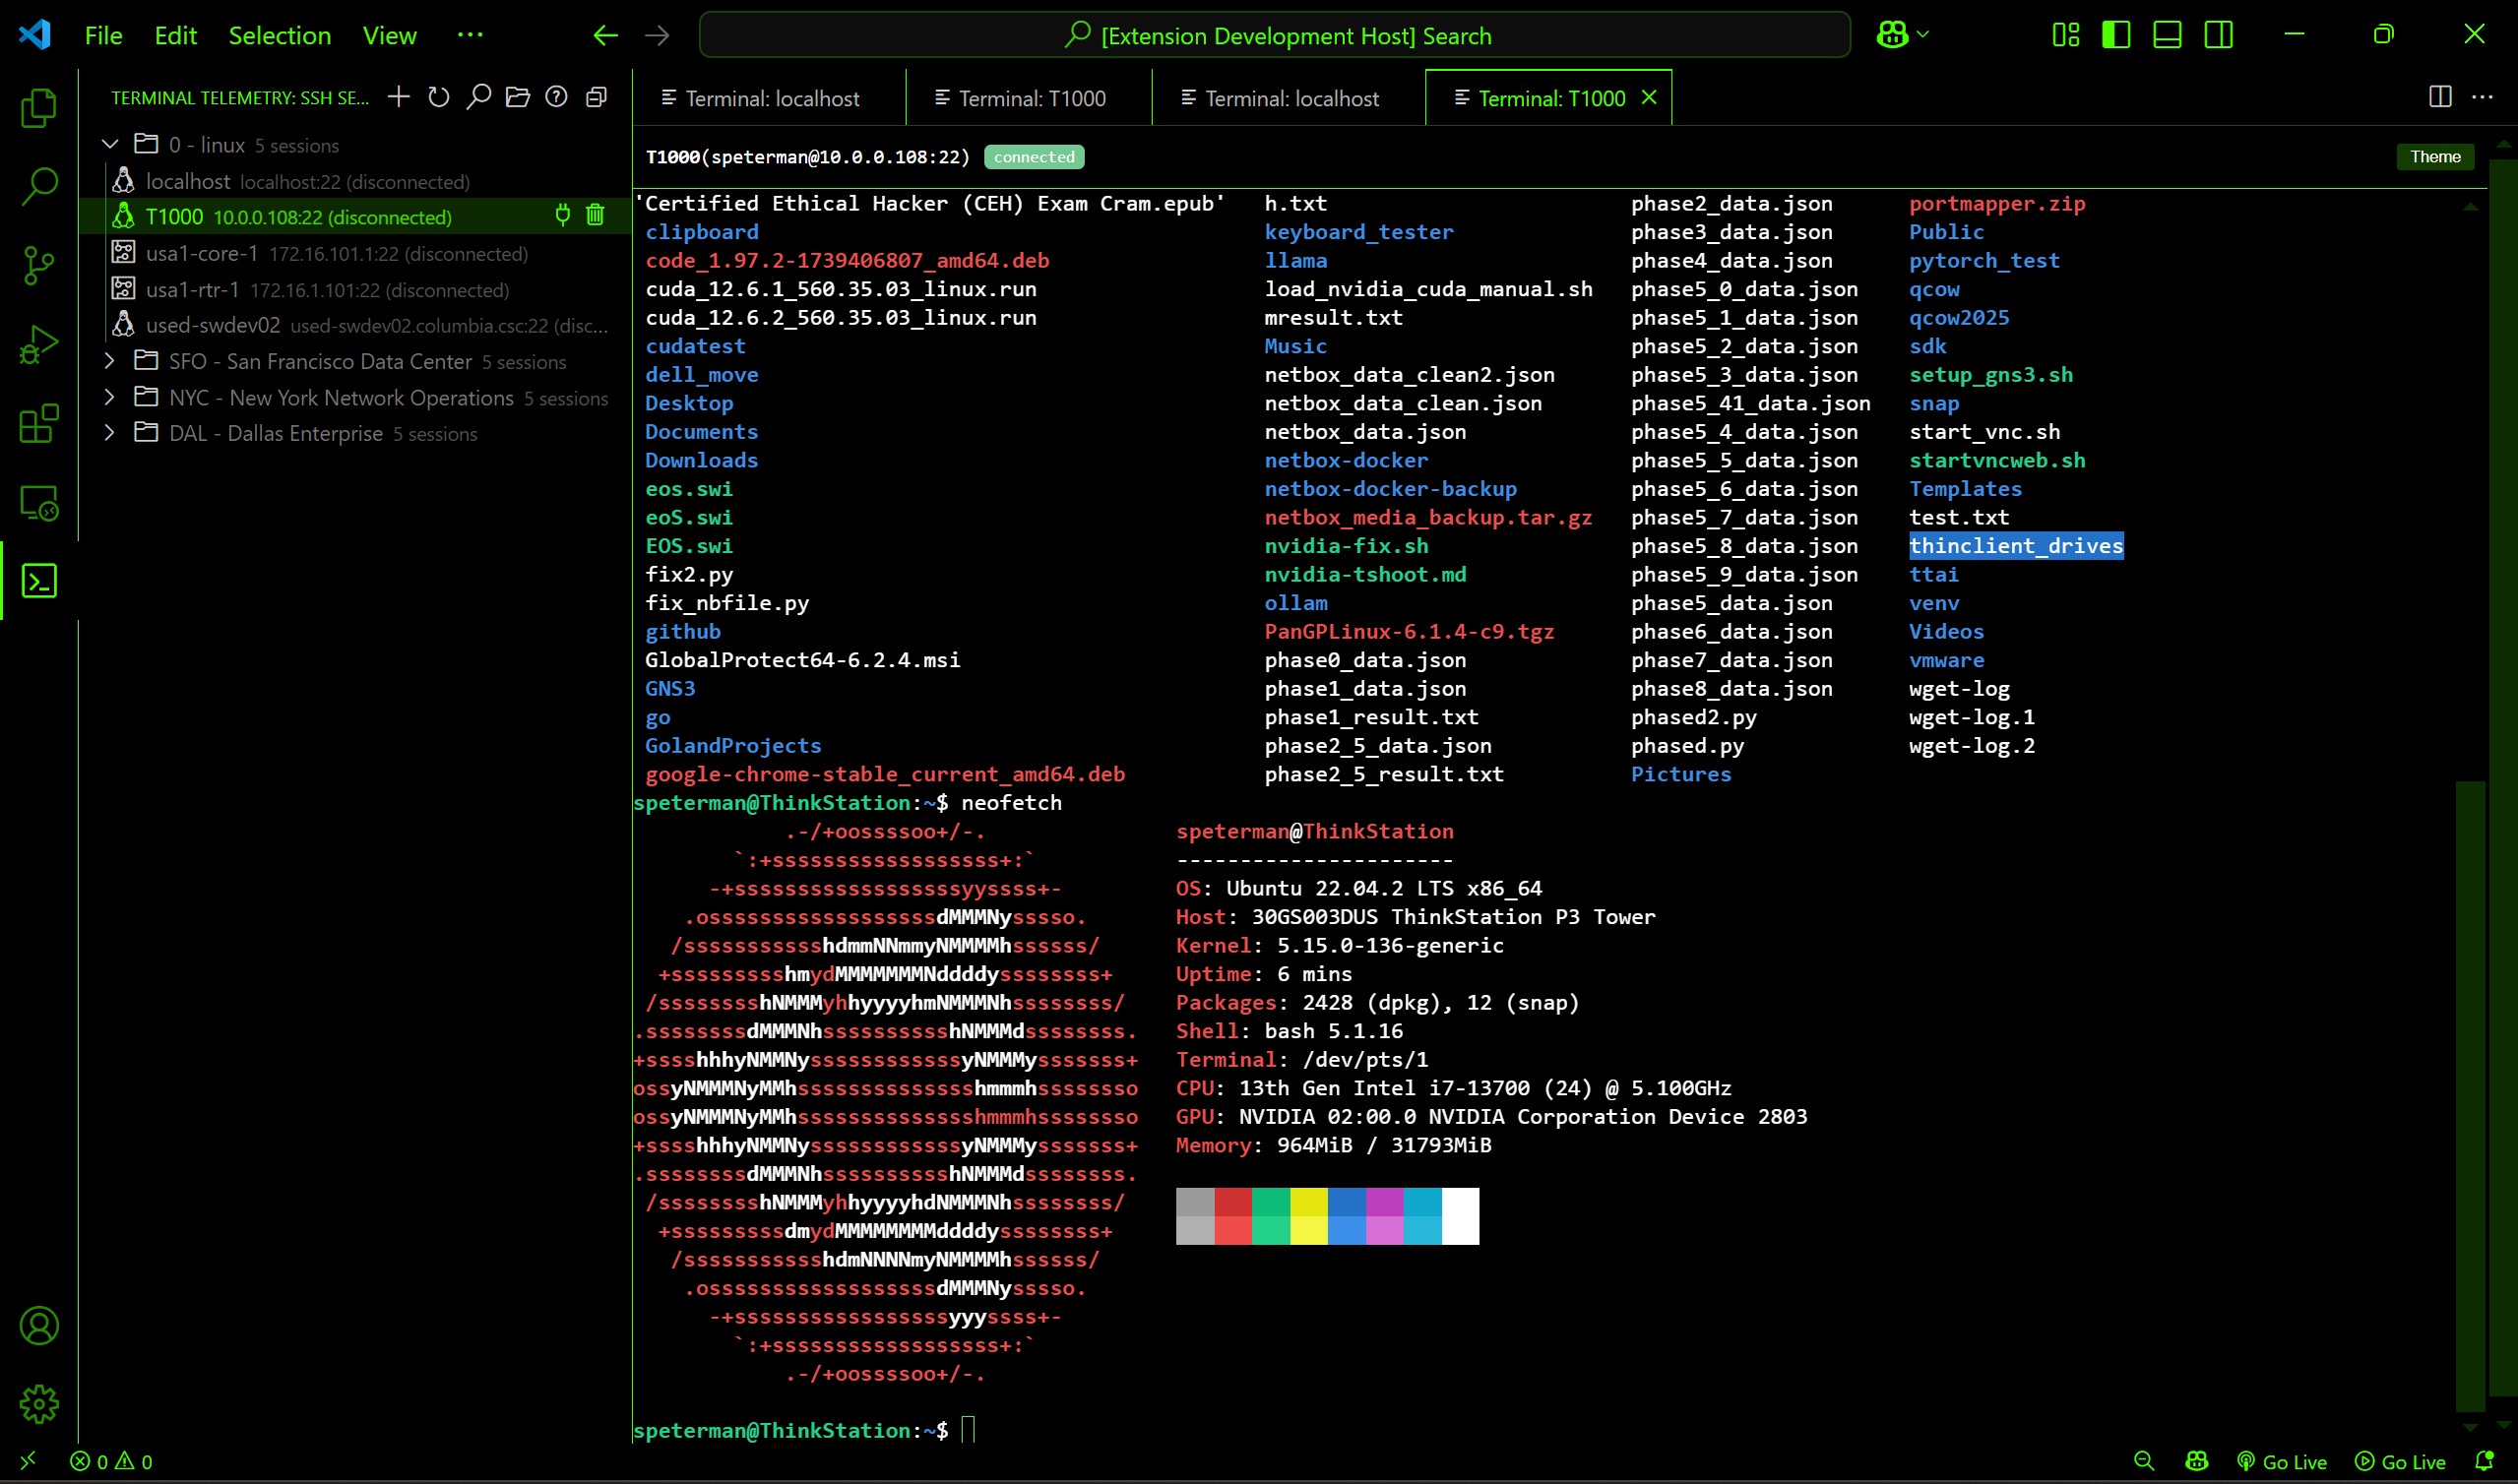 File Edit Selection View ··· [Extension Development Host] Search
TERMINAL TELEMETRY: SSH SE...
0 - linux 5 sessions
localhost localhost:22 (disconnected)
T1000 10.0.0.108:22 (disconnected)
usa1-core-1 172.16.101.1:22 (disconnected)
usa1-rtr-1 172.16.1.101:22 (disconnected)
used-swdev02 used-swdev02.columbia.csc:22 (disc...
SFO - San Francisco Data Center 5 sessions
NYC - New York Network Operations 5 sessions
DAL - Dallas Enterprise 5 sessions
Terminal: localhost Terminal: T1000 Terminal: localhost Terminal: T1000
T1000(speterman@10.0.0.108:22) connected Theme
'Certified Ethical Hacker (CEH) Exam Cram.epub' h.txt phase2_data.json portmapper.zip
clipboard keyboard_tester phase3_data.json Public
code_1.97.2-1739406807_amd64.deb llama phase4_data.json pytorch_test
cuda_12.6.1_560.35.03_linux.run load_nvidia_cuda_manual.sh phase5_0_data.json qcow
cuda_12.6.2_560.35.03_linux.run mresult.txt phase5_1_data.json qcow2025
cudatest Music phase5_2_data.json sdk
dell_move netbox_data_clean2.json phase5_3_data.json setup_gns3.sh
Desktop netbox_data_clean.json phase5_41_data.json snap
Documents netbox_data.json phase5_4_data.json start_vnc.sh
Downloads netbox-docker phase5_5_data.json startvncweb.sh
eos.swi netbox-docker-backup phase5_6_data.json Templates
eoS.swi netbox_media_backup.tar.gz phase5_7_data.json test.txt
EOS.swi nvidia-fix.sh phase5_8_data.json thinclient_drives
fix2.py nvidia-tshoot.md phase5_9_data.json ttai
fix_nbfile.py ollam phase5_data.json venv
github PanGPLinux-6.1.4-c9.tgz phase6_data.json Videos
GlobalProtect64-6.2.4.msi phase0_data.json phase7_data.json vmware
GNS3 phase1_data.json phase8_data.json wget-log
go phase1_result.txt phased2.py wget-log.1
GolandProjects phase2_5_data.json phased.py wget-log.2
google-chrome-stable_current_amd64.deb phase2_5_result.txt Pictures
speterman@ThinkStation:~$ neofetch
.-/+oossssoo+/-. speterman@ThinkStation
`:+ssssssssssssssssss+:` ----------------------
-+ssssssssssssssssssyyssss+- OS: Ubuntu 22.04.2 LTS x86_64
.ossssssssssssssssssdMMMNysssso. Host: 30GS003DUS ThinkStation P3 Tower
/ssssssssssshdmmNNmmyNMMMMhssssss/ Kernel: 5.15.0-136-generic
+ssssssssshmydMMMMMMMNddddyssssssss+ Uptime: 6 mins
/sssssssshNMMMyhhyyyyhmNMMMNhssssssss/ Packages: 2428 (dpkg), 12 (snap)
.ssssssssdMMMNhsssssssssshNMMMdssssssss. Shell: bash 5.1.16
+sssshhhyNMMNyssssssssssssyNMMMysssssss+ Terminal: /dev/pts/1
ossyNMMMNyMMhsssssssssssssshmmmhssssssso CPU: 13th Gen Intel i7-13700 (24) @ 5.100GHz
ossyNMMMNyMMhsssssssssssssshmmmhssssssso GPU: NVIDIA 02:00.0 NVIDIA Corporation Device 2803
+sssshhhyNMMNyssssssssssssyNMMMysssssss+ Memory: 964MiB / 31793MiB
.ssssssssdMMMNhsssssssssshNMMMdssssssss.
/sssssssshNMMMyhhyyyyhdNMMMNhssssssss/
+sssssssssdmydMMMMMMMMddddyssssssss+
/ssssssssssshdmNNNNmyNMMMMhssssss/
.ossssssssssssssssssdMMMNysssso.
-+sssssssssssssssssyyyssss+-
`:+ssssssssssssssssss+:`
.-/+oossssoo+/-.
speterman@ThinkStation:~$
0 0 Go Live Go Live